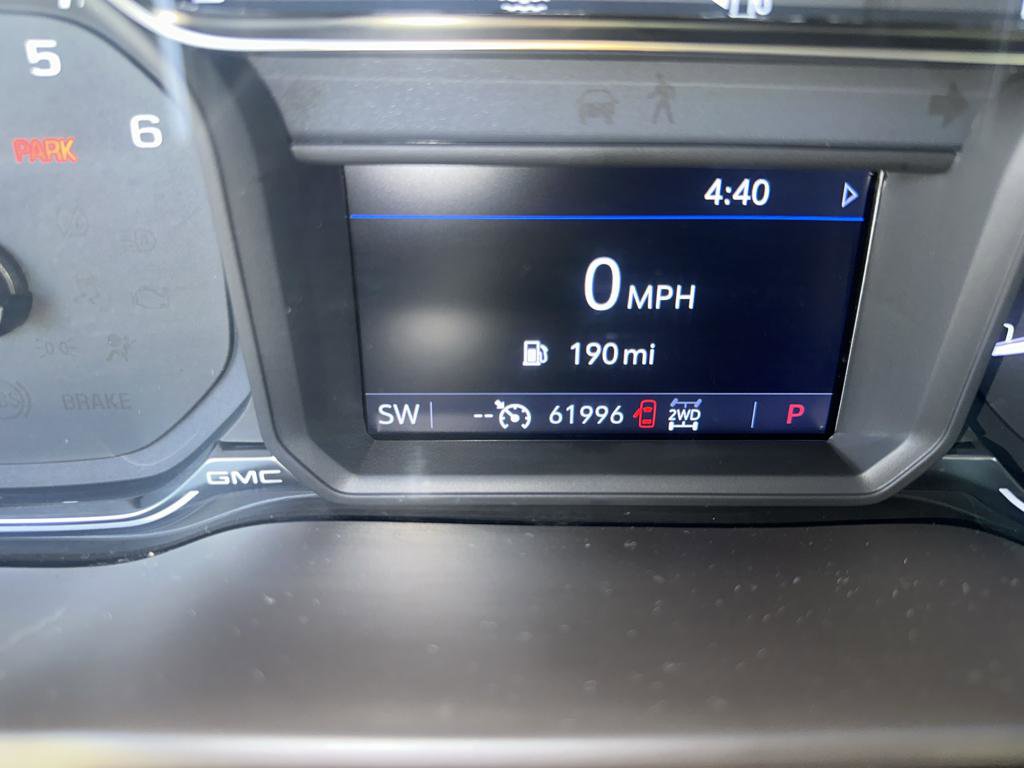 5
6
PARK
4:40
0 MPH
190 mi
SW -- 61996 2WD P
BRAKE
GMC